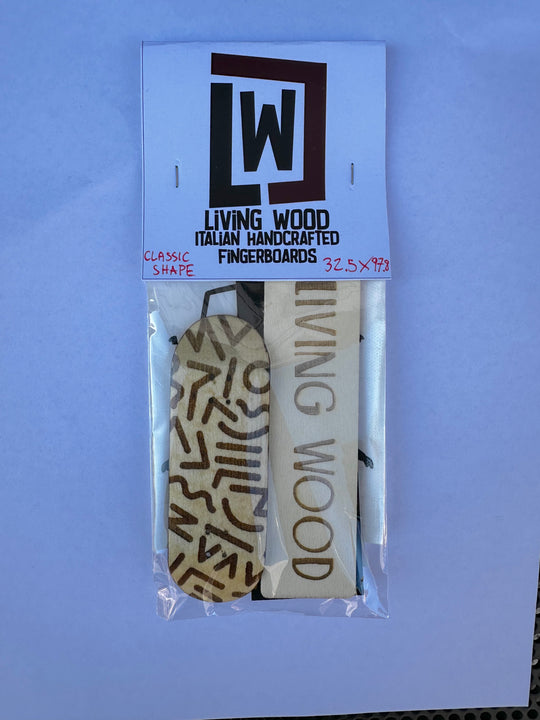 LW
LiViNG WOOD
iTALiAN HANDCRAFTED
FiNGERBOARDS
CLASSIC
SHAPE
32.5X97.8
LIVING WOOD